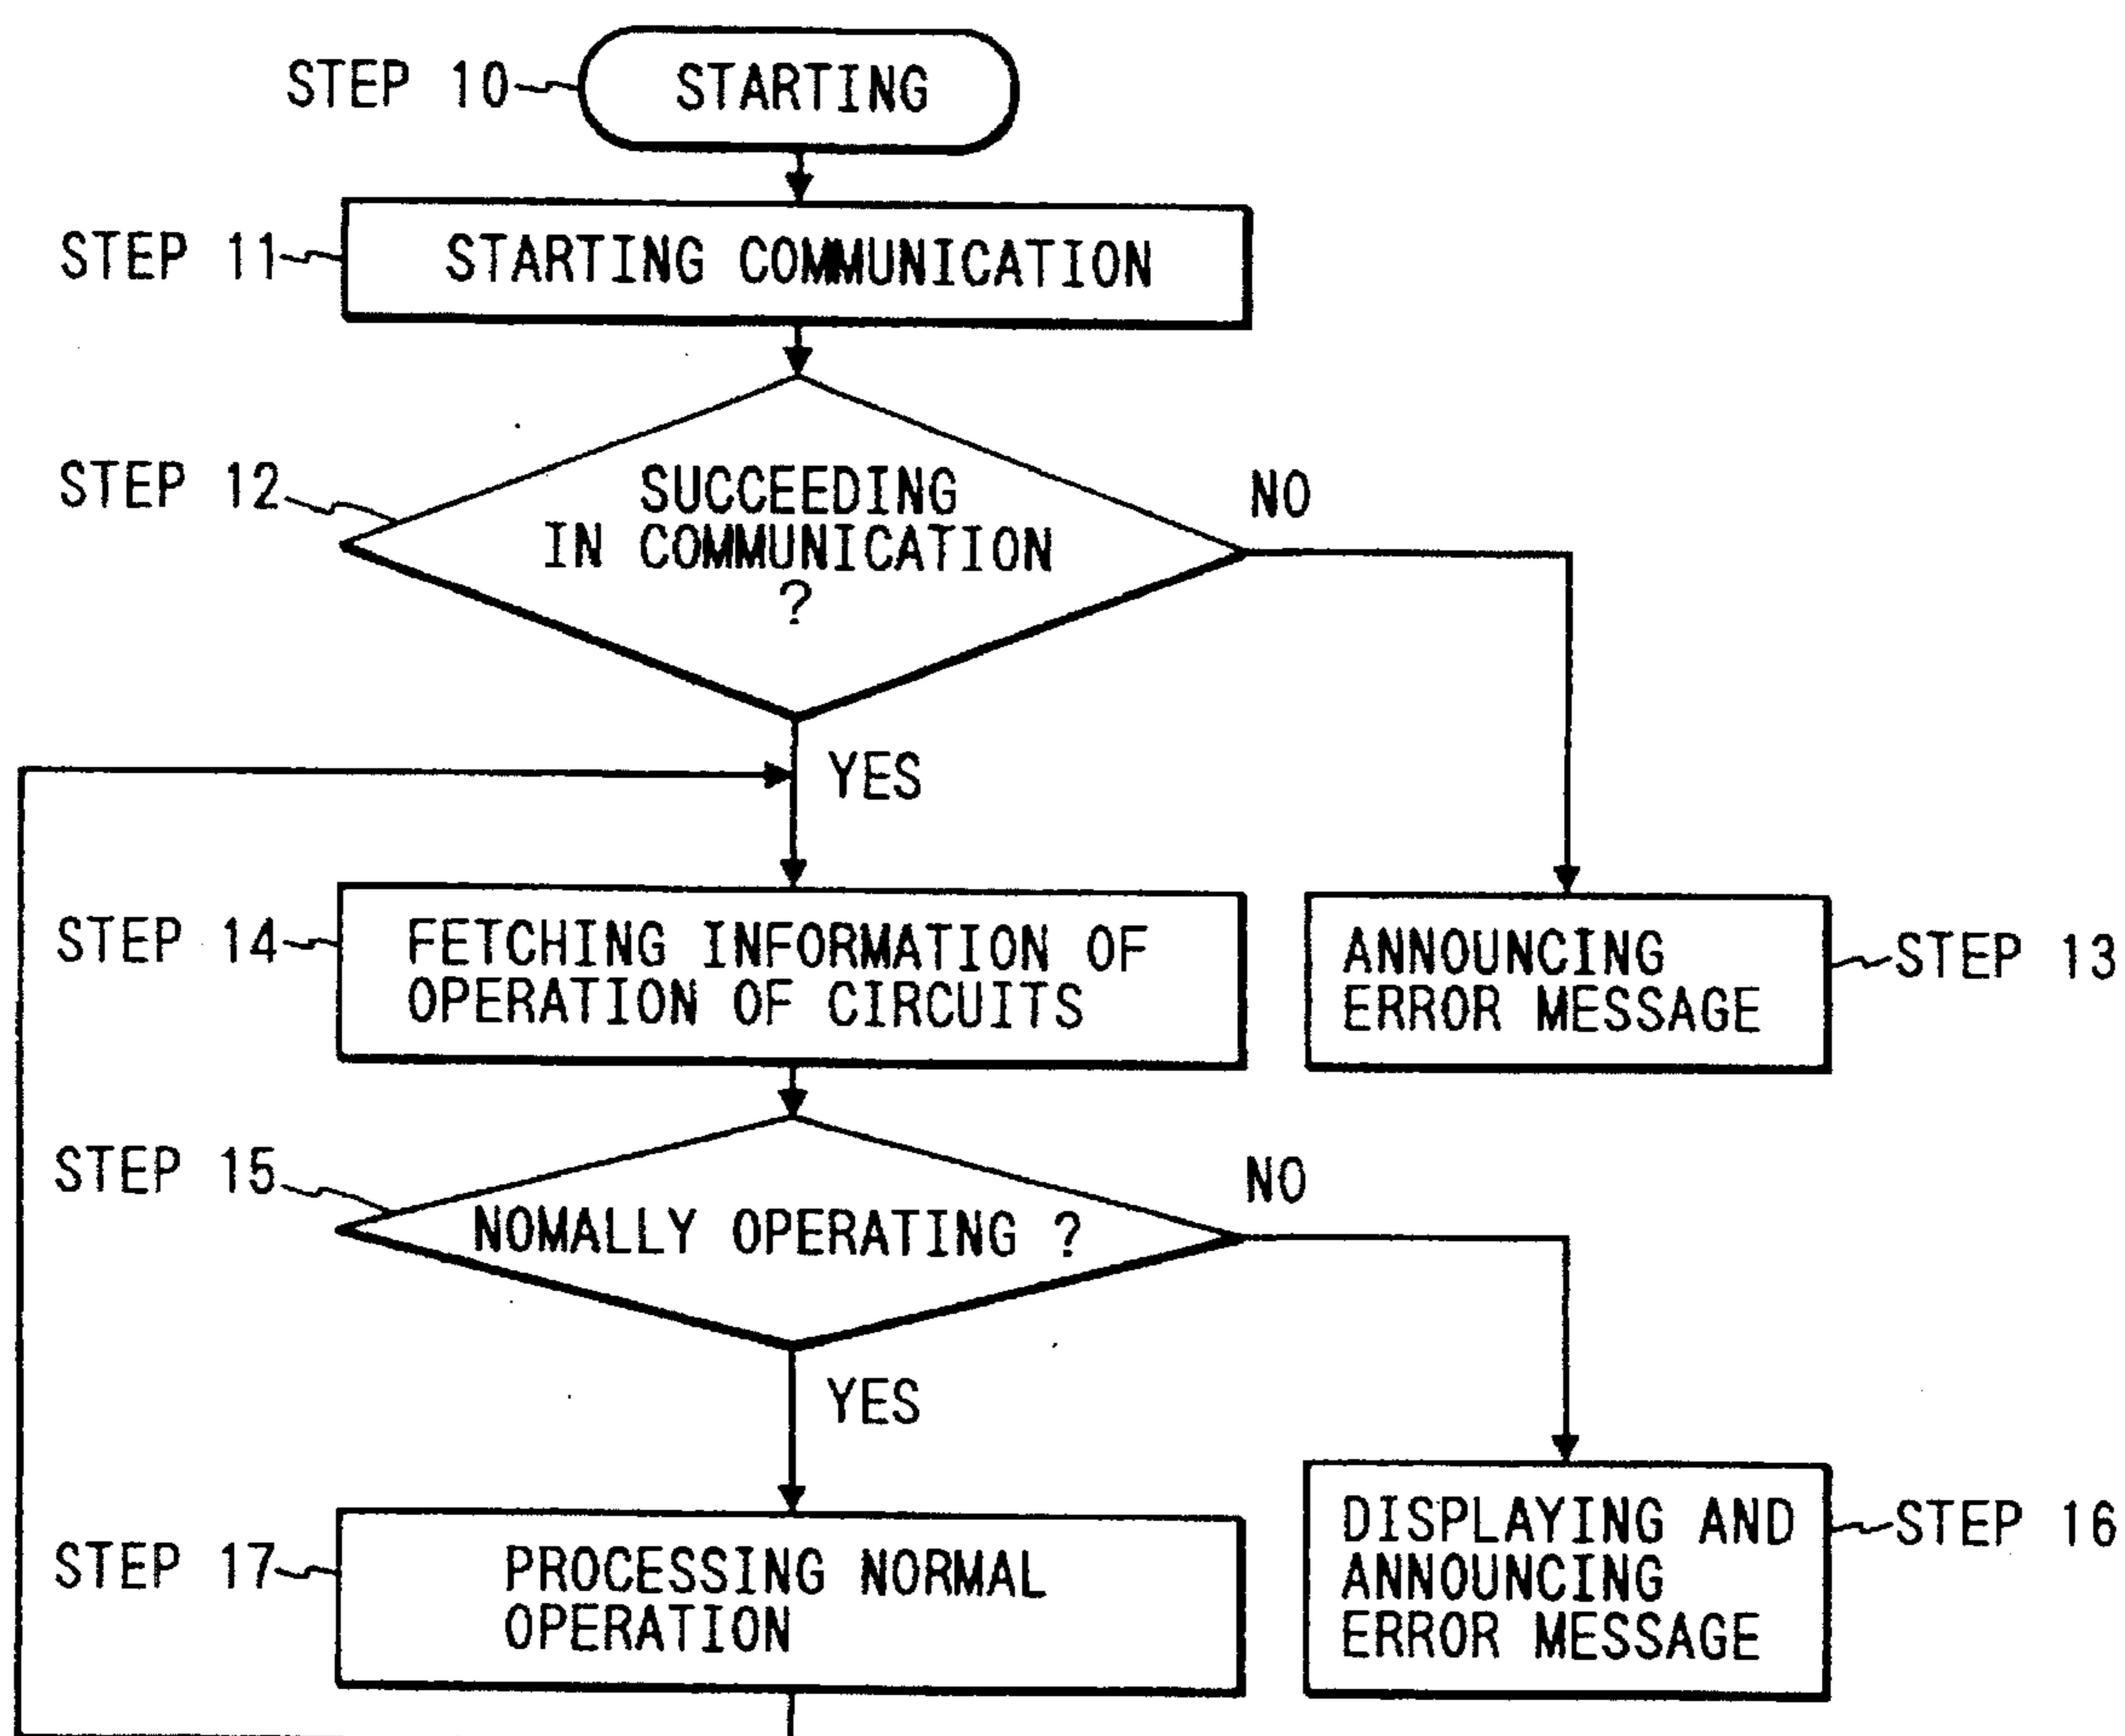 STEP 10
STARTING
STEP 11
STARTING COMMUNICATION
STEP 12
SUCCEEDING
IN COMMUNICATION
?
NO
YES
STEP 14
FETCHING INFORMATION OF
OPERATION OF CIRCUITS
ANNOUNCING
ERROR MESSAGE
STEP 13
STEP 15
NOMALLY OPERATING ?
NO
YES
STEP 17
PROCESSING NORMAL
OPERATION
DISPLAYING AND
ANNOUNCING
ERROR MESSAGE
STEP 16